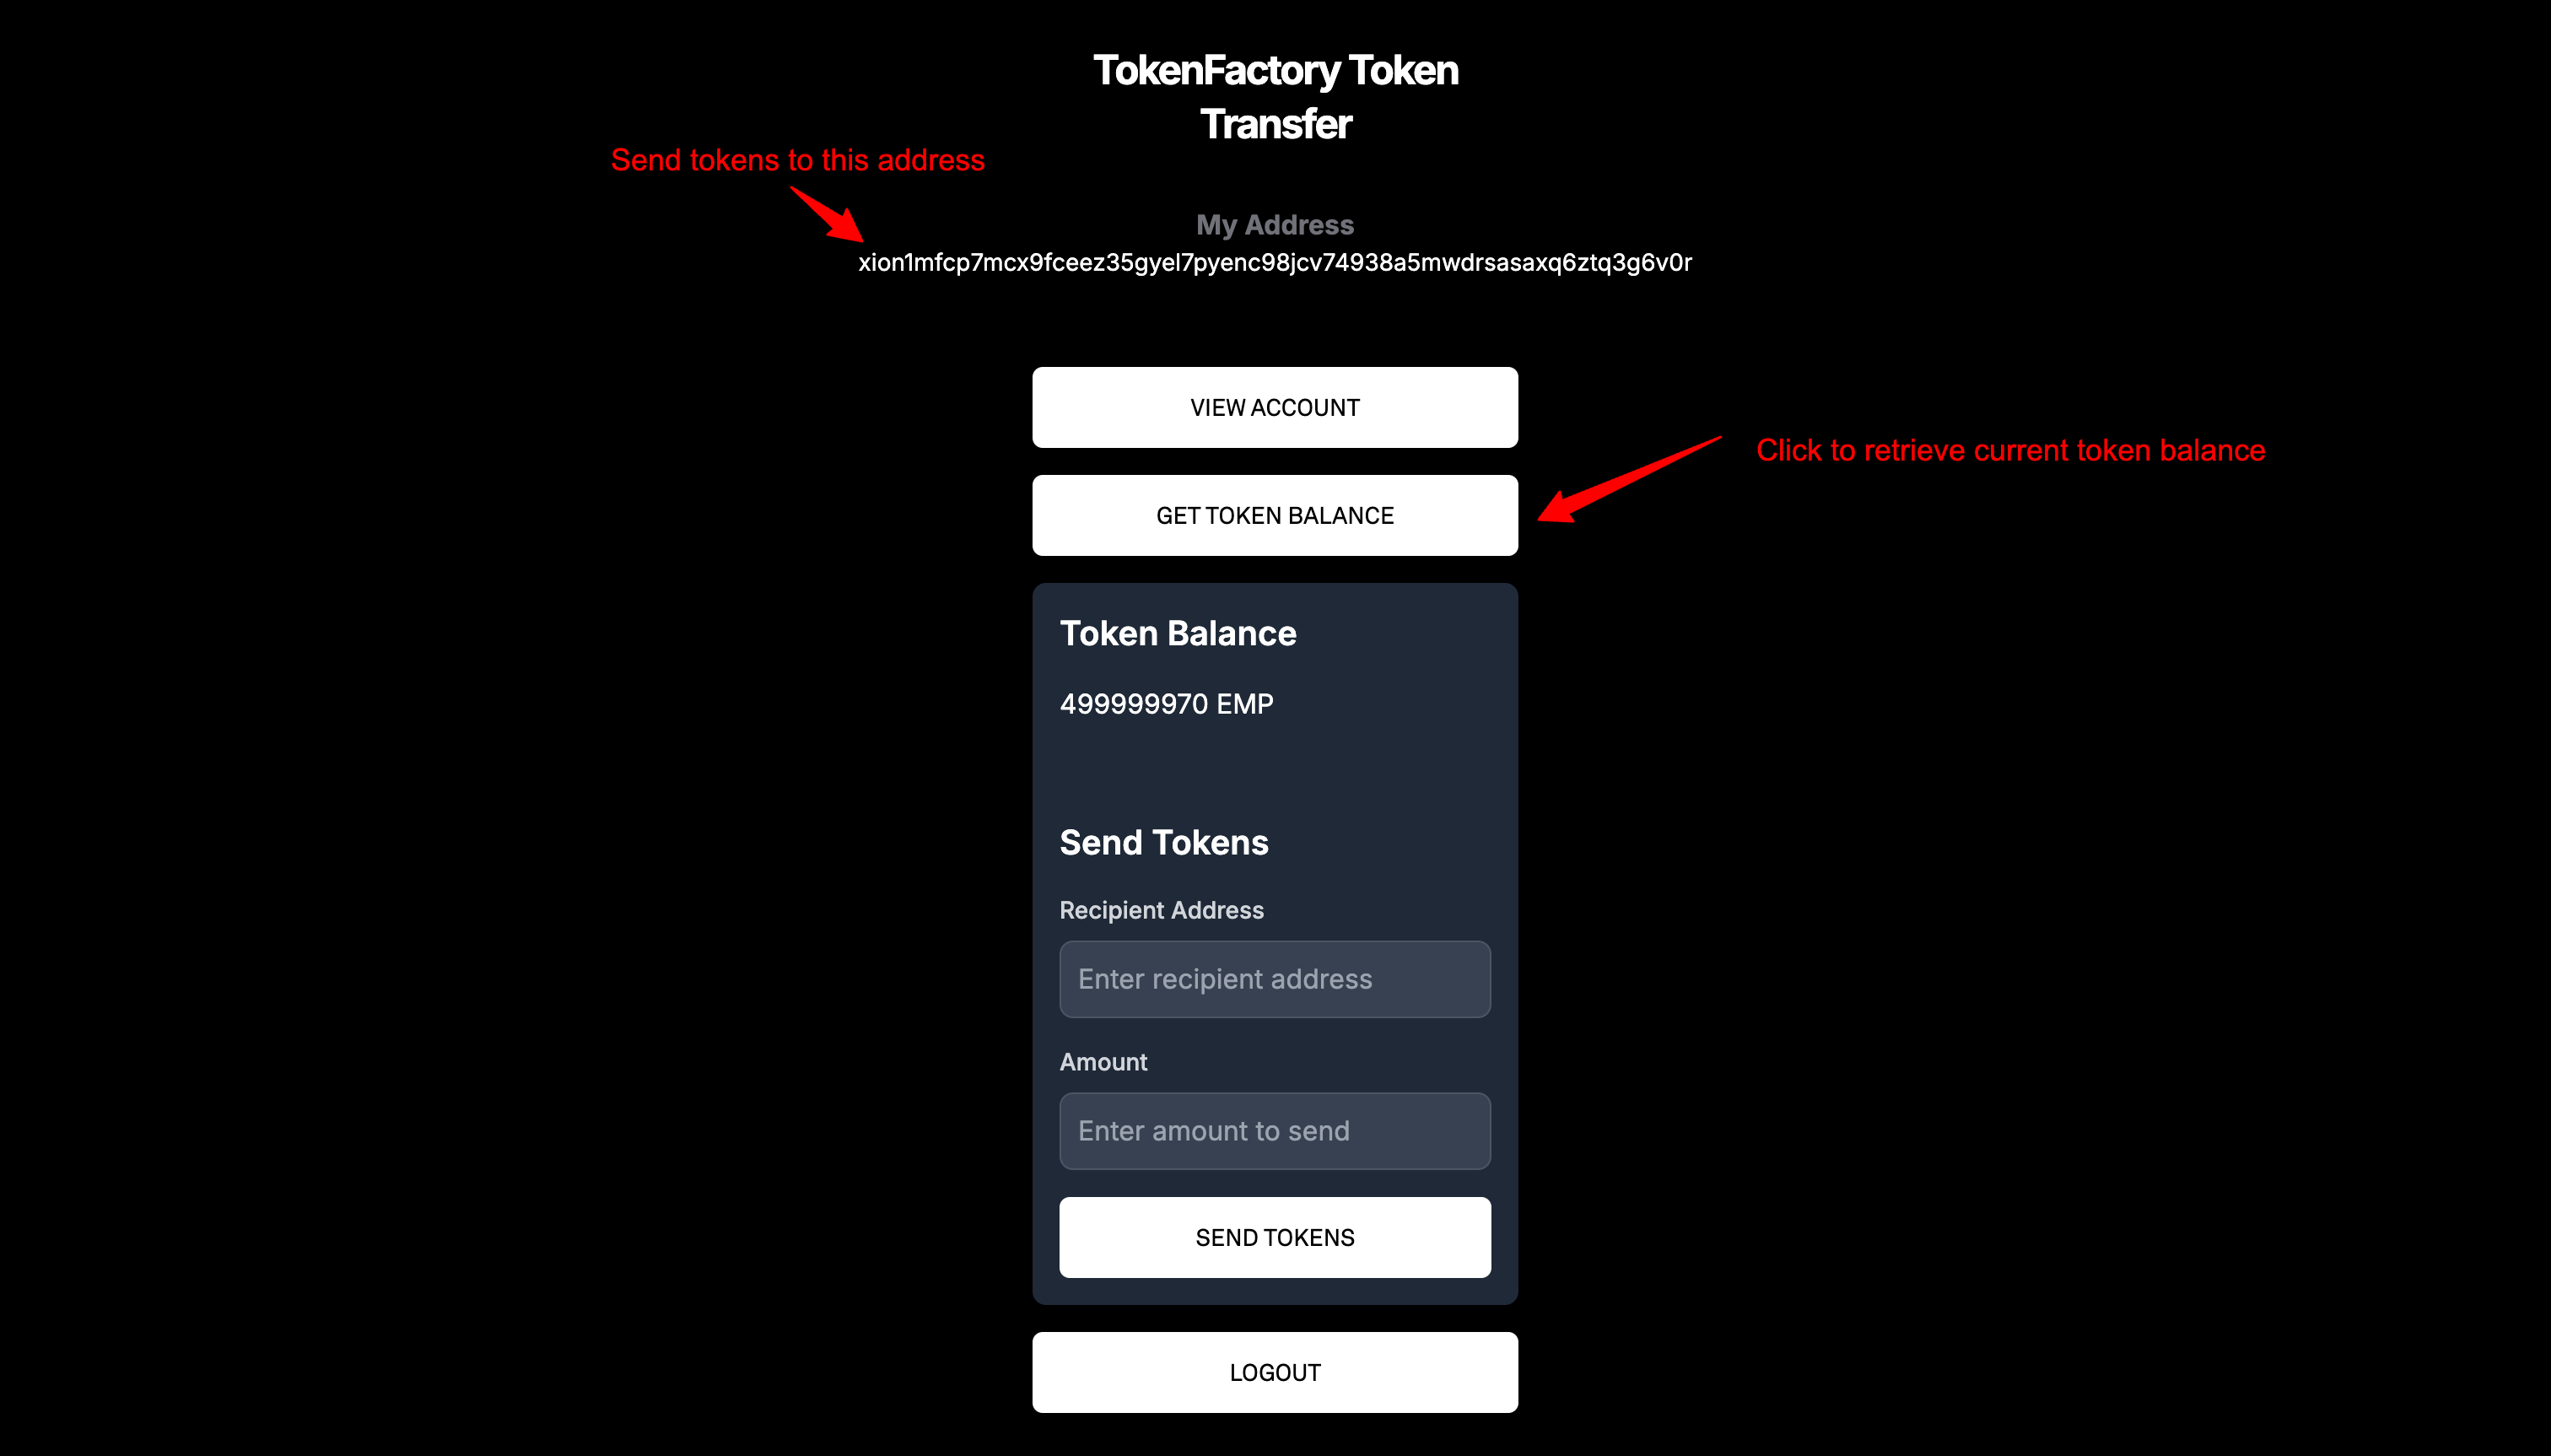 TokenFactory Token
Transfer
Send tokens to this address
My Address
xion1mfcp7mcx9fceez35gyel7pyenc98jcv74938a5mwdrsasaxq6ztq3g6v0r
VIEW ACCOUNT
Click to retrieve current token balance
GET TOKEN BALANCE
Token Balance
499999970 EMP
Send Tokens
Recipient Address
Enter recipient address
Amount
Enter amount to send
SEND TOKENS
LOGOUT